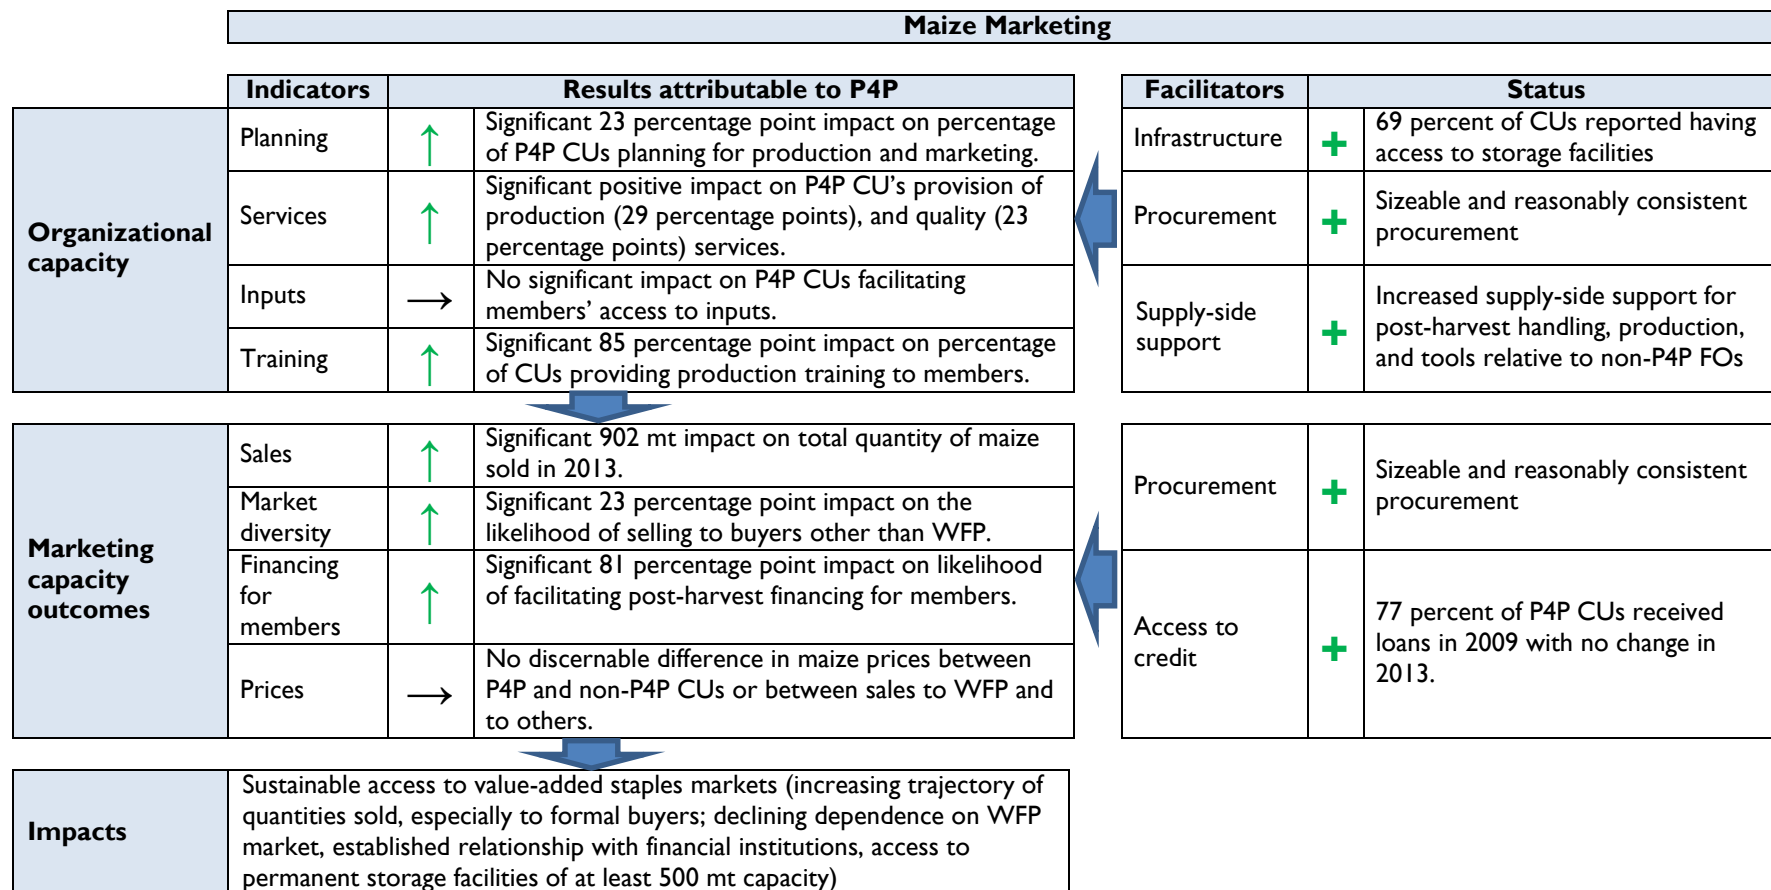 Maize Marketing
Indicators
Results attributable to P4P
Facilitators
Status
Organizational
capacity
Planning
↑
Significant 23 percentage point impact on percentage
of P4P CUs planning for production and marketing.
Services
↑
Significant positive impact on P4P CU's provision of
production (29 percentage points), and quality (23
percentage points) services.
Inputs
→
No significant impact on P4P CUs facilitating
members' access to inputs.
Training
↑
Significant 85 percentage point impact on percentage
of CUs providing production training to members.
Infrastructure
+
69 percent of CUs reported having
access to storage facilities
Procurement
+
Sizeable and reasonably consistent
procurement
Supply-side
support
+
Increased supply-side support for
post-harvest handling, production,
and tools relative to non-P4P FOs
Marketing
capacity
outcomes
Sales
↑
Significant 902 mt impact on total quantity of maize
sold in 2013.
Market
diversity
↑
Significant 23 percentage point impact on the
likelihood of selling to buyers other than WFP.
Financing
for
members
↑
Significant 81 percentage point impact on likelihood
of facilitating post-harvest financing for members.
Prices
→
No discernable difference in maize prices between
P4P and non-P4P CUs or between sales to WFP and
to others.
Procurement
+
Sizeable and reasonably consistent
procurement
Access to
credit
+
77 percent of P4P CUs received
loans in 2009 with no change in
2013.
Impacts
Sustainable access to value-added staples markets (increasing trajectory of
quantities sold, especially to formal buyers; declining dependence on WFP
market, established relationship with financial institutions, access to
permanent storage facilities of at least 500 mt capacity)